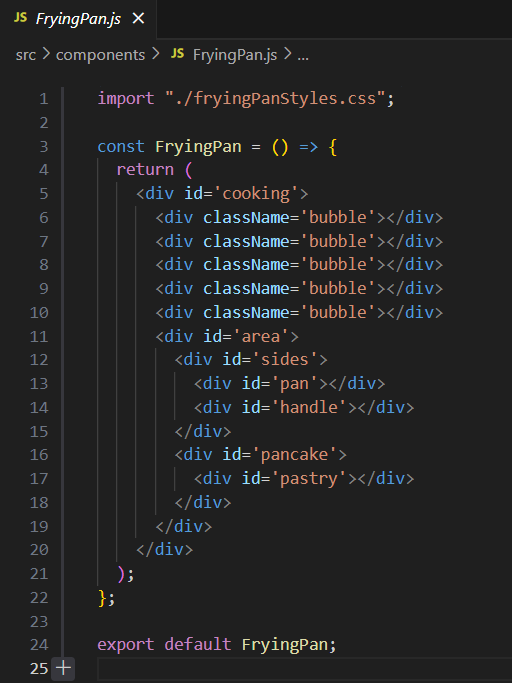 JS FryingPan.js ×
src > components > JS FryingPan.js > ...
1 import "./fryingPanStyles.css";
2
3 const FryingPan = () => {
4   return (
5     <div id='cooking'>
6       <div className='bubble'></div>
7       <div className='bubble'></div>
8       <div className='bubble'></div>
9       <div className='bubble'></div>
10       <div className='bubble'></div>
11       <div id='area'>
12         <div id='sides'>
13           <div id='pan'></div>
14           <div id='handle'></div>
15         </div>
16         <div id='pancake'>
17           <div id='pastry'></div>
18         </div>
19       </div>
20     </div>
21   );
22 };
23
24 export default FryingPan;
25 +